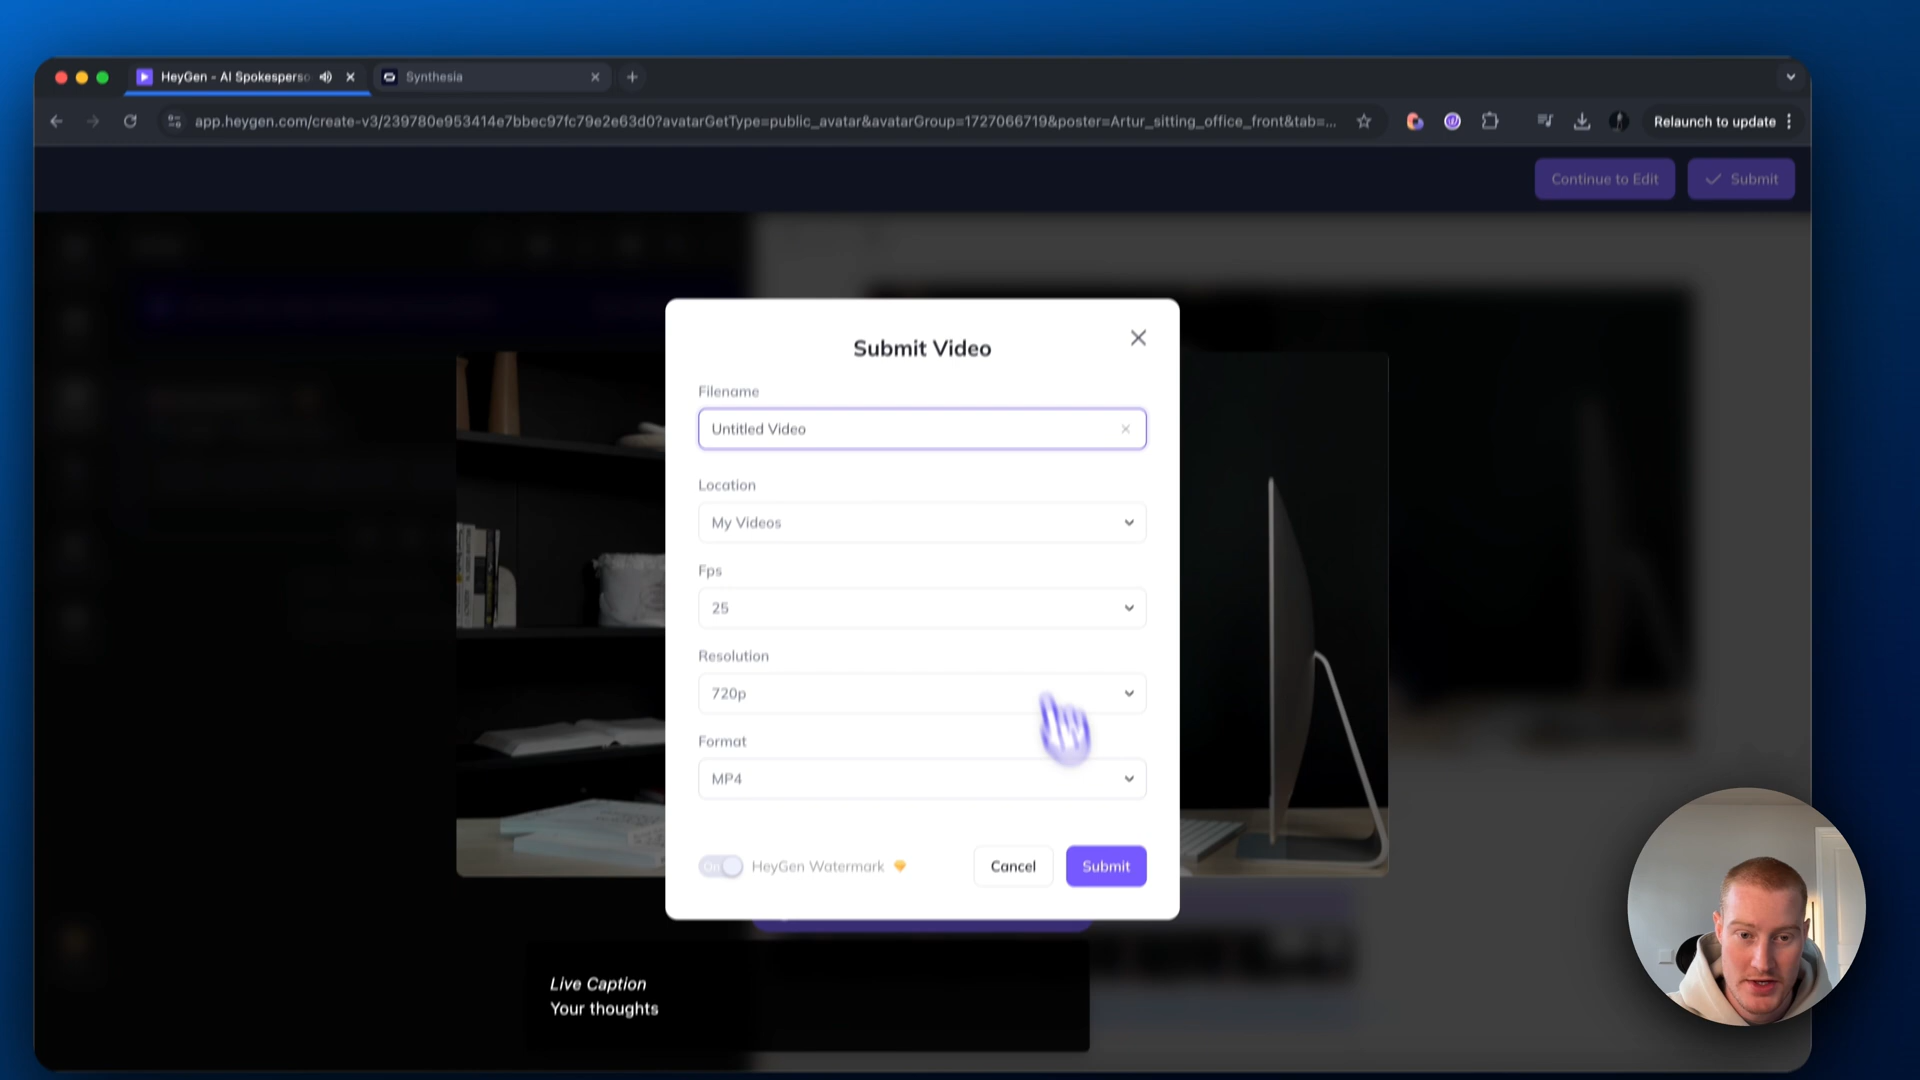 HeyGen - AI Spokesperso
Synthesia
app.heygen.com/create-v3/239780e953414e7bbec97fc79e2e63d0?avatarGetType=public_avatar&avatarGroup=1727066719&poster=Artur_sitting_office_front&tab=...
Relaunch to update
Continue to Edit
Submit
Submit Video
Filename
Untitled Video
Location
My Videos
Fps
25
Resolution
720p
Format
MP4
On
HeyGen Watermark
Cancel
Submit
Live Caption
Your thoughts